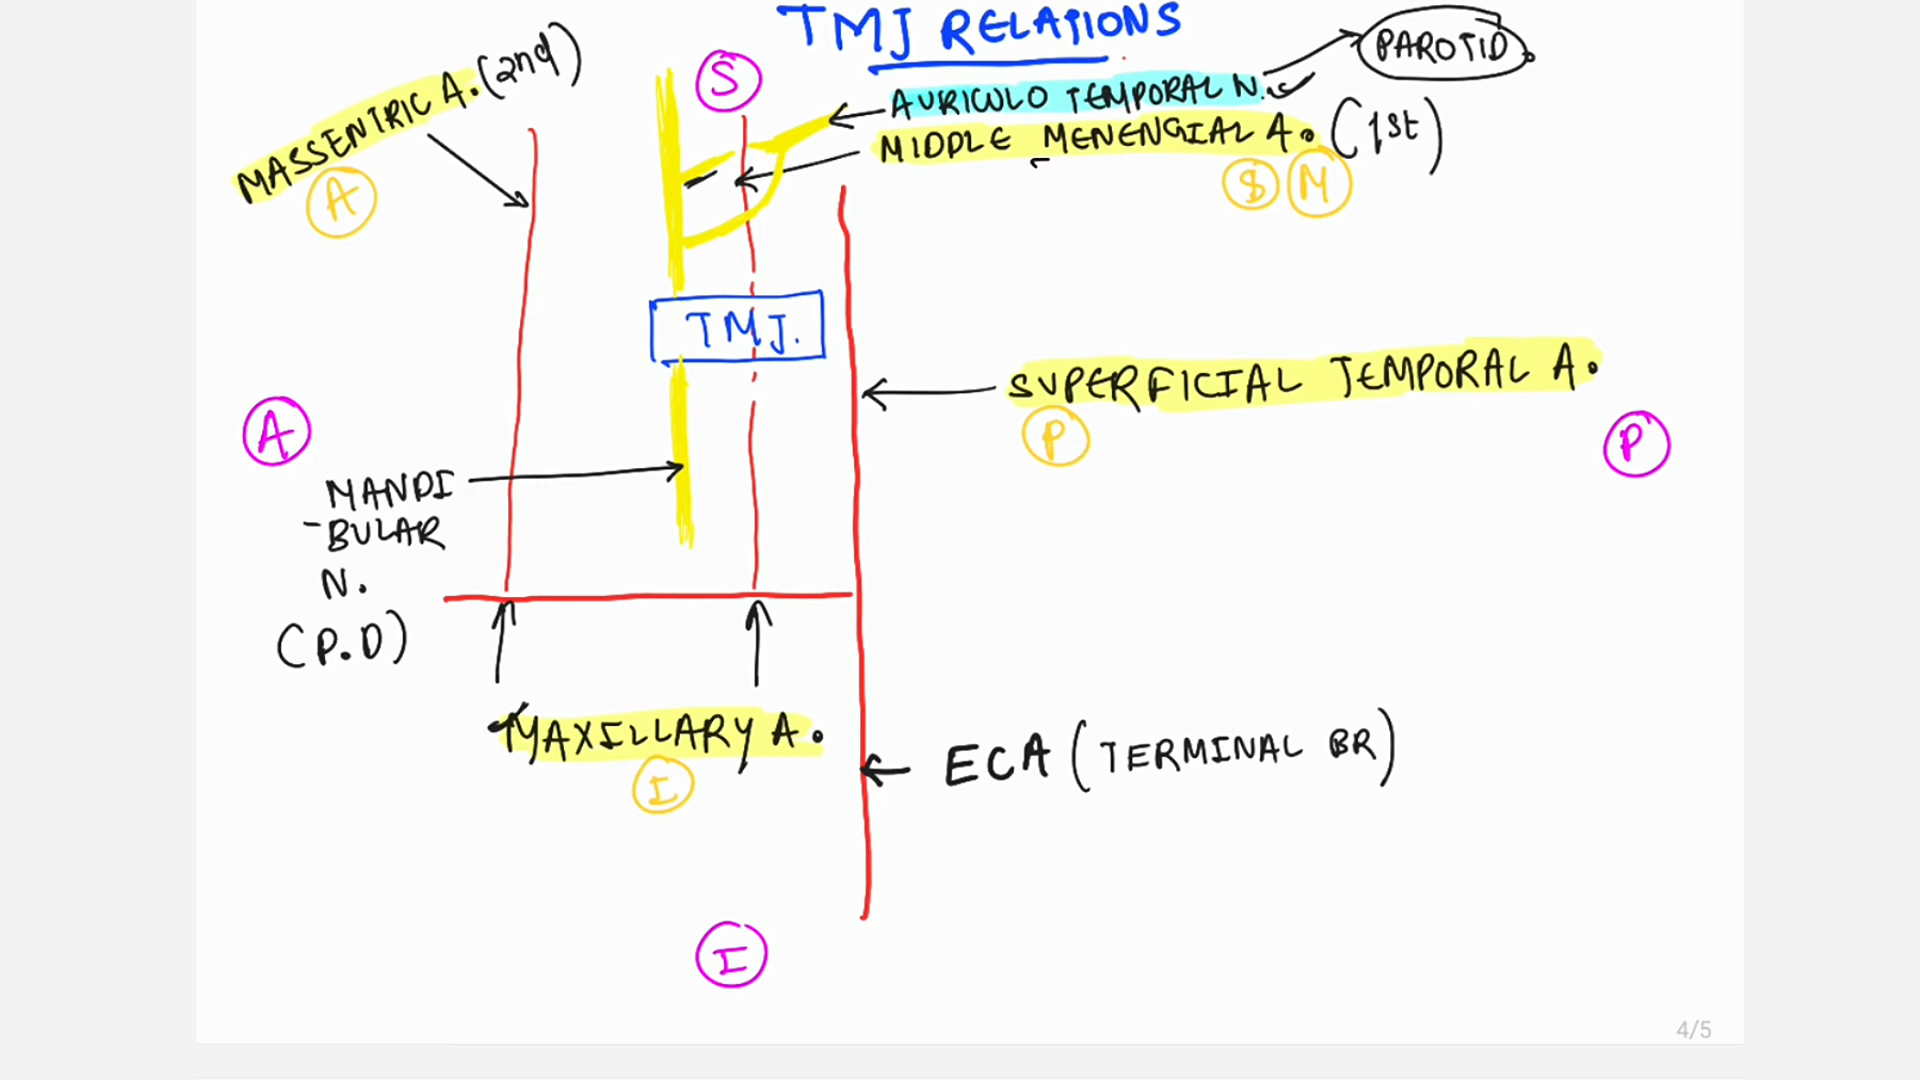 TMJ RELATIONS
MASSENTRIC A. (2nd)
A
S
AURICULO TEMPORAL N.
PAROTID
MIDDLE MENENGIAL A. (1st)
S M
TMJ.
SUPERFICIAL TEMPORAL A.
P
A
P
MANDI
-BULAR
N.
(P.D)
MAXILLARY A.
I
ECA (TERMINAL BR)
I
4/5